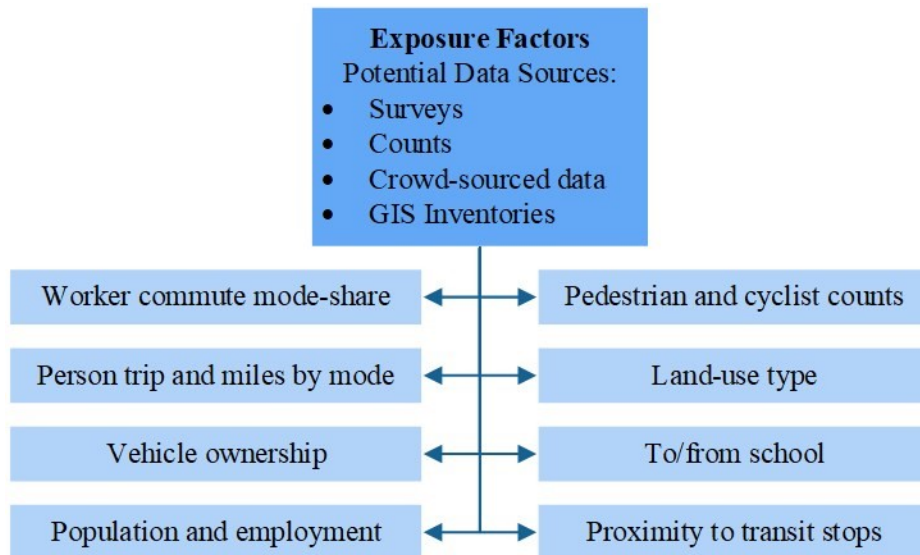 Exposure Factors
Potential Data Sources:
• Surveys
• Counts
• Crowd-sourced data
• GIS Inventories
Worker commute mode-share
Pedestrian and cyclist counts
Person trip and miles by mode
Land-use type
Vehicle ownership
To/from school
Population and employment
Proximity to transit stops